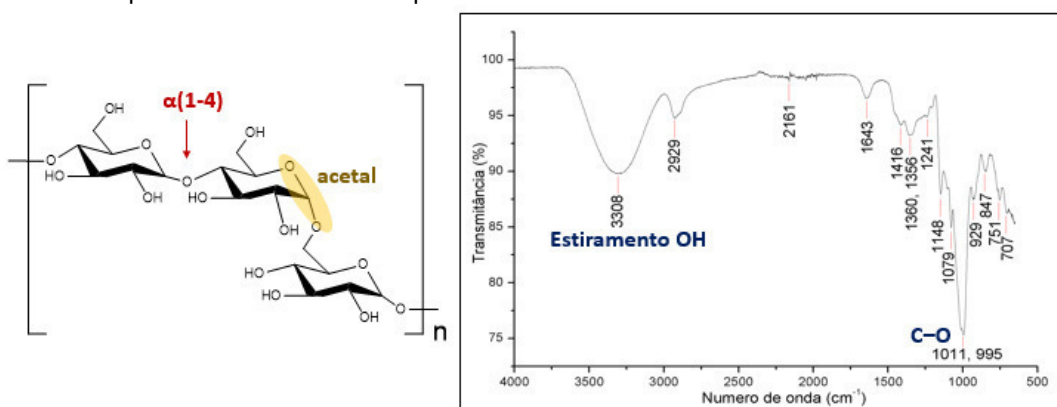 α(1-4)
OH
OH
O
O
O
O
acetal
HO
HO
OH
O
HO
OH
O
HO
HO
O
OH
O
n
Transmitância (%)
100
95
90
85
80
75
3308
2929
2161
1643
1416
1360, 1356
1241
1148
1079
1011, 995
929
847
751
707
Estiramento OH
C–O
4000
3500
3000
2500
2000
1500
1000
500
Numero de onda (cm⁻¹)